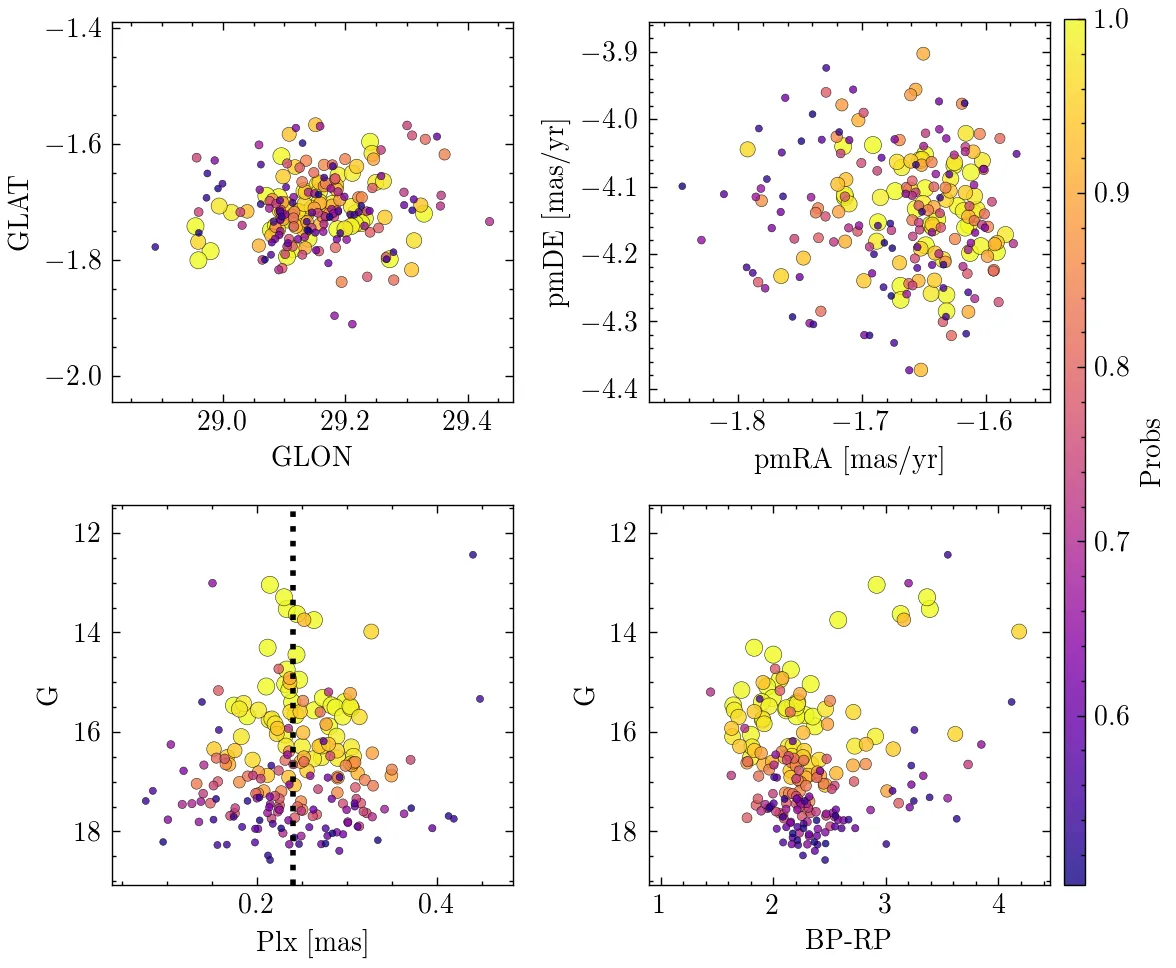 −1.4
−1.6
−1.8
−2.0
GLAT
29.0 29.2 29.4
GLON
−3.9
−4.0
−4.1
−4.2
−4.3
−4.4
pmDE [mas/yr]
−1.8 −1.7 −1.6
pmRA [mas/yr]
12
14
16
18
G
0.2 0.4
Plx [mas]
12
14
16
18
G
1 2 3 4
BP-RP
1.0
0.9
0.8
0.7
0.6
Probs